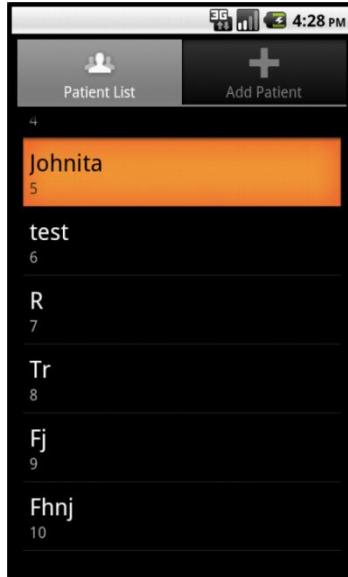 3G 4:28 PM
Patient List Add Patient
4
Johnita
5
test
6
R
7
Tr
8
Fj
9
Fhnj
10